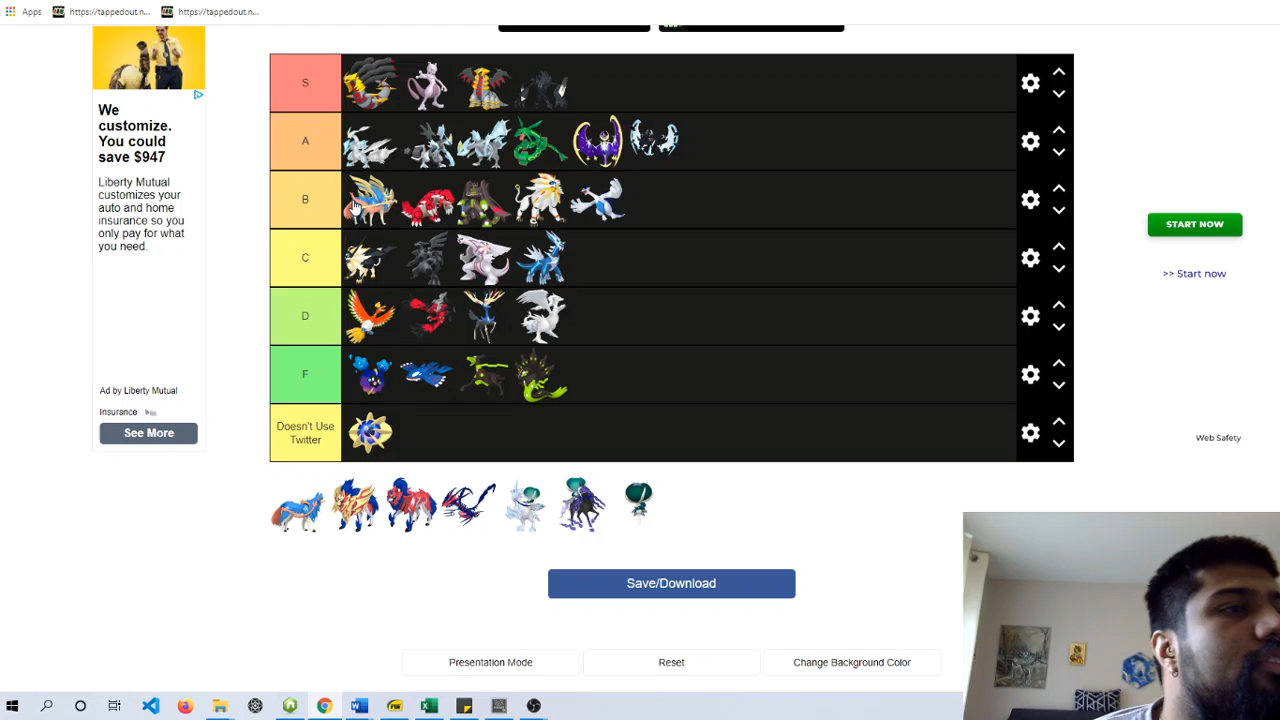 Apps https://tappedout.n... https://tappedout.n...
We
customize.
You could
save $947
Liberty Mutual
customizes your
auto and home
insurance so you
only pay for what
you need.
Ad by Liberty Mutual
Insurance
See More
S
A
B
C
D
F
Doesn't Use
Twitter
START NOW
>> Start now
Web Safety
Save/Download
Presentation Mode
Reset
Change Background Color